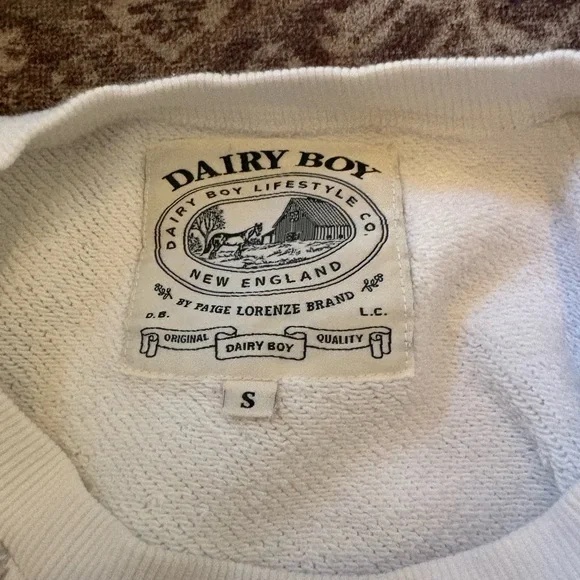 DAIRY BOY
DAIRY BOY LIFESTYLE CO.
NEW ENGLAND
BY PAIGE LORENZE BRAND
D.B. L.C.
ORIGINAL DAIRY BOY QUALITY
S